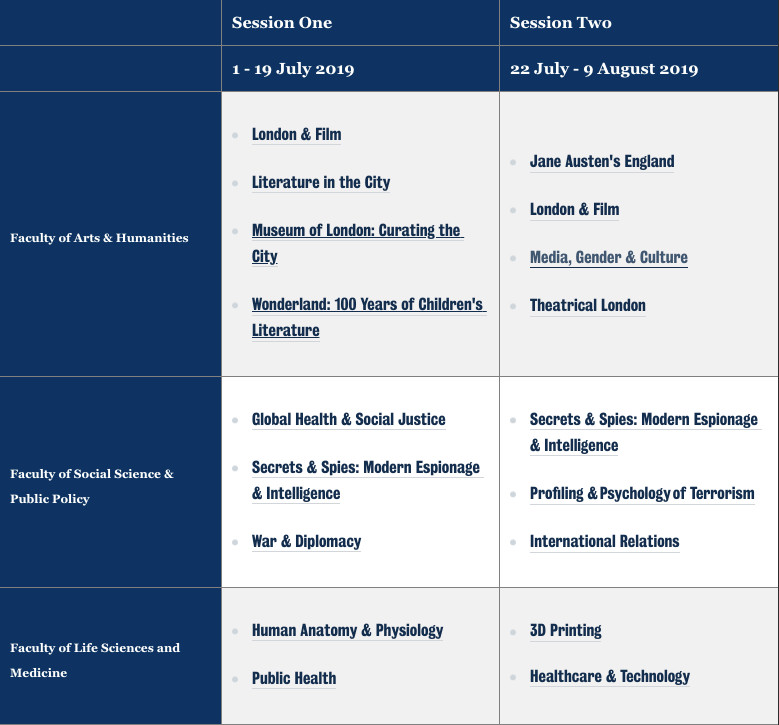 Session One
Session Two
1 - 19 July 2019
22 July - 9 August 2019
Faculty of Arts & Humanities
London & Film
Literature in the City
Museum of London: Curating the
City
Wonderland: 100 Years of Children's
Literature
Jane Austen's England
London & Film
Media, Gender & Culture
Theatrical London
Faculty of Social Science &
Public Policy
Global Health & Social Justice
Secrets & Spies: Modern Espionage
& Intelligence
War & Diplomacy
Secrets & Spies: Modern Espionage
& Intelligence
Profiling & Psychology of Terrorism
International Relations
Faculty of Life Sciences and
Medicine
Human Anatomy & Physiology
Public Health
3D Printing
Healthcare & Technology